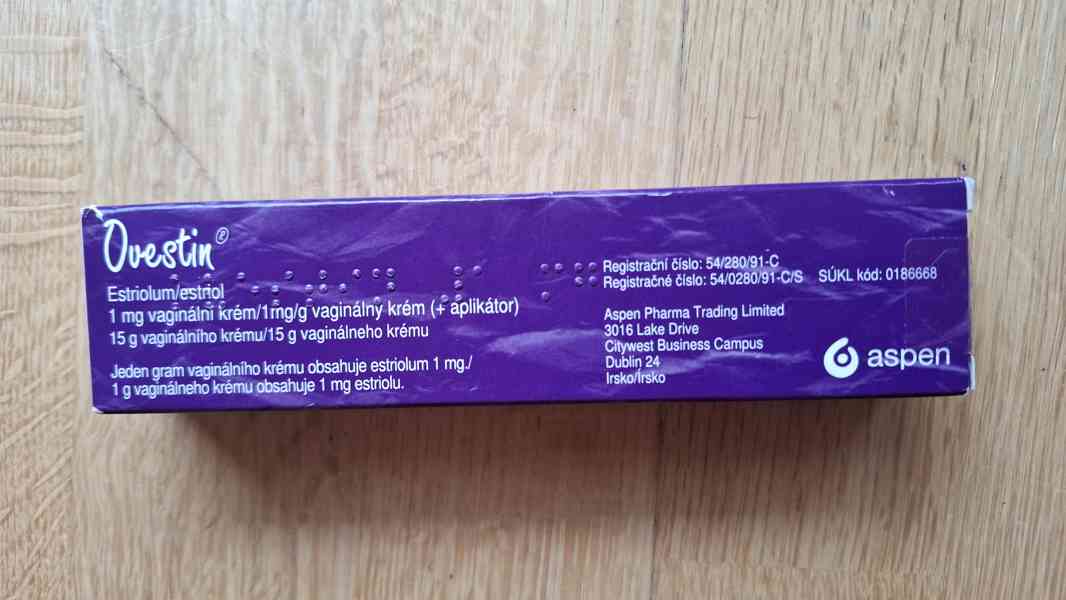 Ovestin®
Estriolum/estriol
1 mg vaginální krém/1mg/g vaginálny krém (+ aplikátor)
15 g vaginálního krému/15 g vaginálneho krému
Jeden gram vaginálního krému obsahuje estriolum 1 mg./
1 g vaginálneho krému obsahuje 1 mg estriolu.
Registrační číslo: 54/280/91-C
Registračné číslo: 54/0280/91-C/S SÚKL kód: 0186668
Aspen Pharma Trading Limited
3016 Lake Drive
Citywest Business Campus
Dublin 24
Irsko/Írsko
aspen